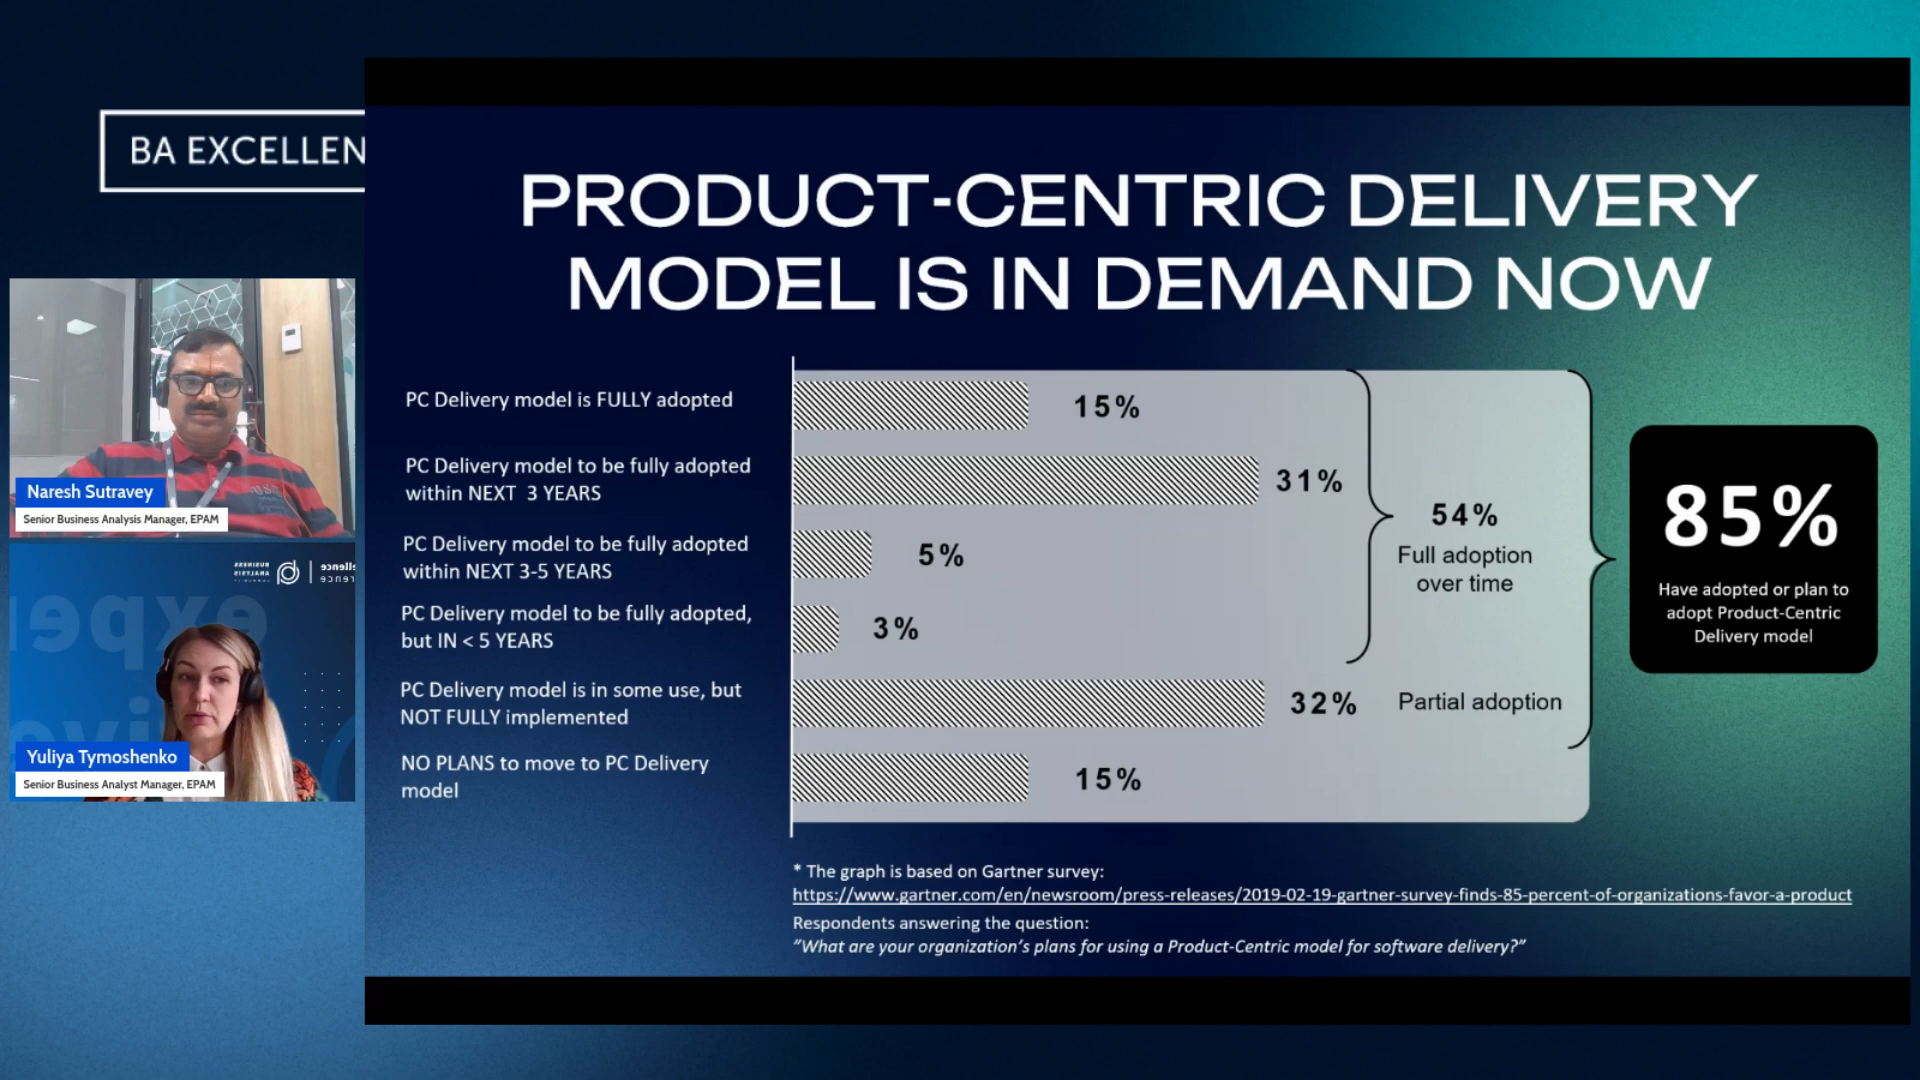 BA EXCELLEN
PRODUCT-CENTRIC DELIVERY
MODEL IS IN DEMAND NOW
PC Delivery model is FULLY adopted
15%
PC Delivery model to be fully adopted
within NEXT 3 YEARS
31%
PC Delivery model to be fully adopted
within NEXT 3-5 YEARS
5%
PC Delivery model to be fully adopted,
but IN < 5 YEARS
3%
PC Delivery model is in some use, but
NOT FULLY implemented
32%
NO PLANS to move to PC Delivery
model
15%
54%
Full adoption
over time
Partial adoption
85%
Have adopted or plan to
adopt Product-Centric
Delivery model
* The graph is based on Gartner survey:
https://www.gartner.com/en/newsroom/press-releases/2019-02-19-gartner-survey-finds-85-percent-of-organizations-favor-a-product
Respondents answering the question:
"What are your organization's plans for using a Product-Centric model for software delivery?"
Naresh Sutravey
Senior Business Analysis Manager, EPAM
BUSINESS
ANALYSIS
expe
Yuliya Tymoshenko
Senior Business Analyst Manager, EPAM